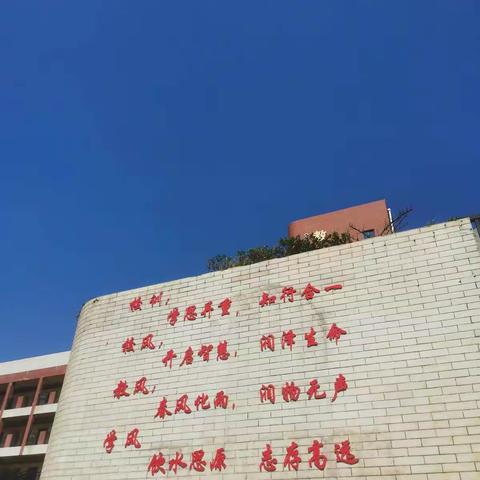 校训：
学思并重，知行合一
校风，
开启智慧，润泽生命
教风，
春风化雨，润物无声
学风
饮水思源 志存高远